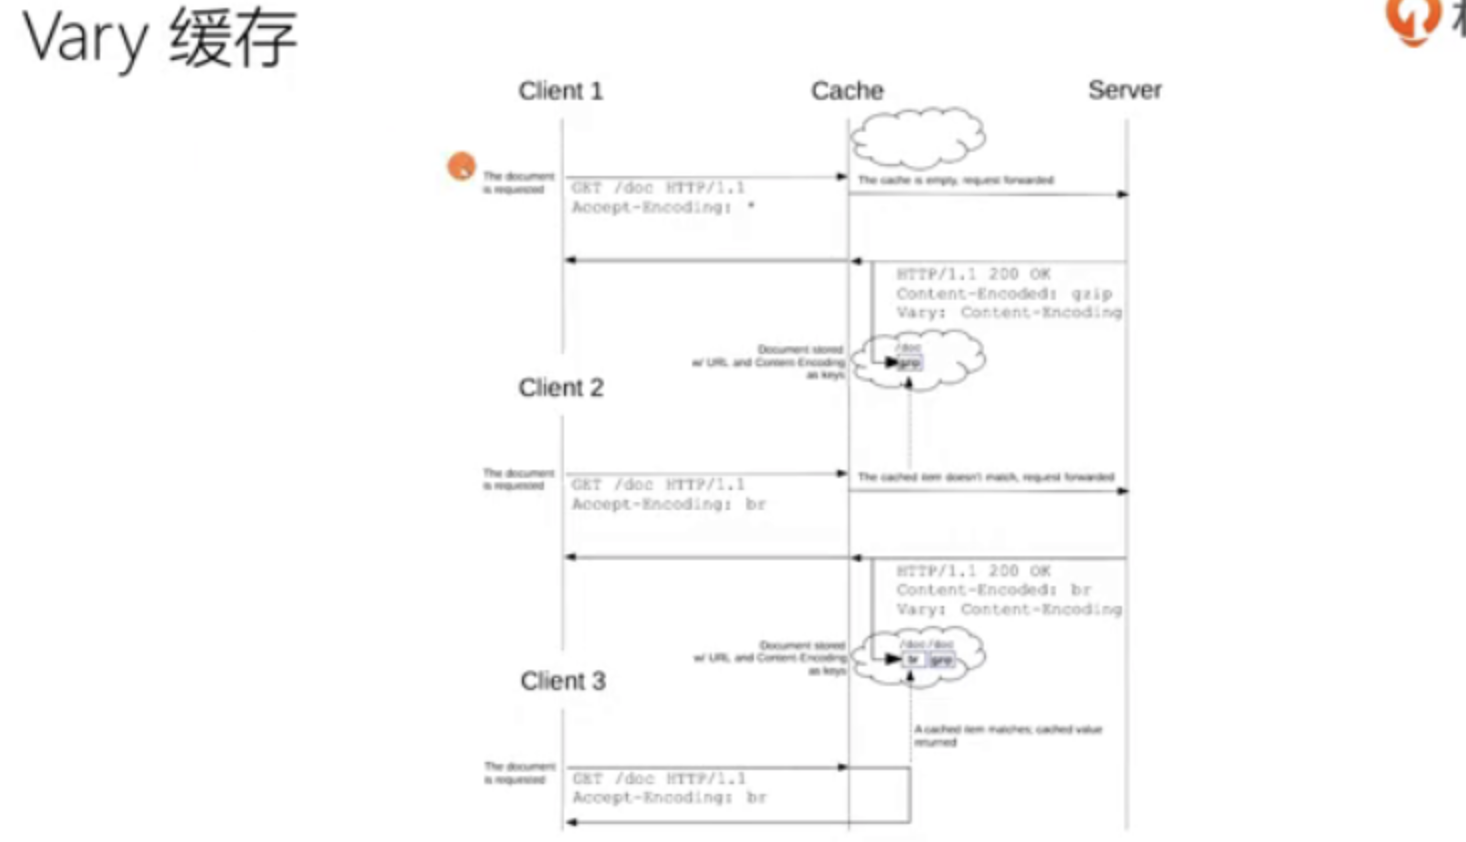 Vary 缓存
Client 1
Cache
Server
The document
is requested
GET /doc HTTP/1.1
Accept-Encoding: *
The cache is empty, request forwarded
HTTP/1.1 200 OK
Content-Encoded: gzip
Vary: Content-Encoding
Document stored
w/ URL and Content-Encoding
as keys
/doc
gzip
Client 2
The document
is requested
GET /doc HTTP/1.1
Accept-Encoding: br
The cached item doesn't match, request forwarded
HTTP/1.1 200 OK
Content-Encoded: br
Vary: Content-Encoding
Document stored
w/ URL and Content-Encoding
as keys
/doc /doc
br gzip
Client 3
A cached item matches; cached value
returned
The document
is requested
GET /doc HTTP/1.1
Accept-Encoding: br